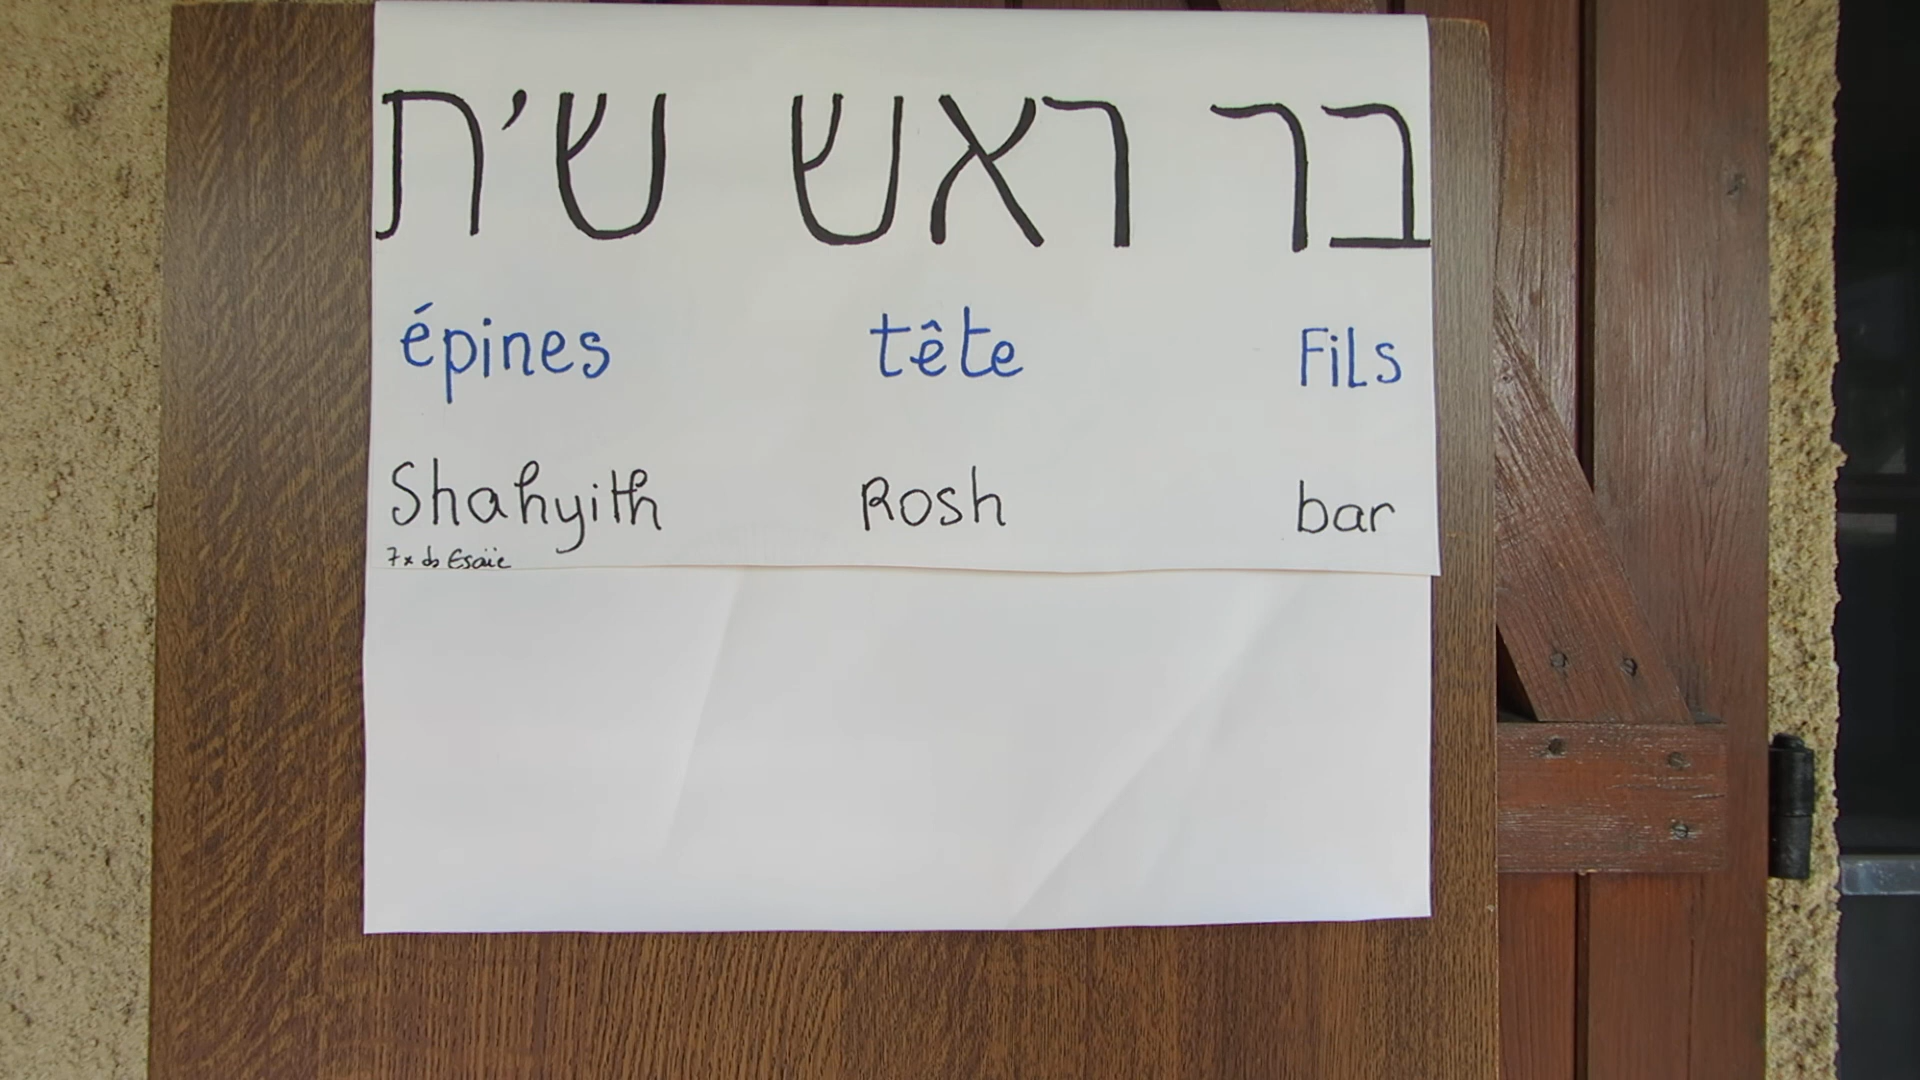 בר ראש ש'ת
épines tête Fils
Shahyith Rosh bar
7x ds Esaïe